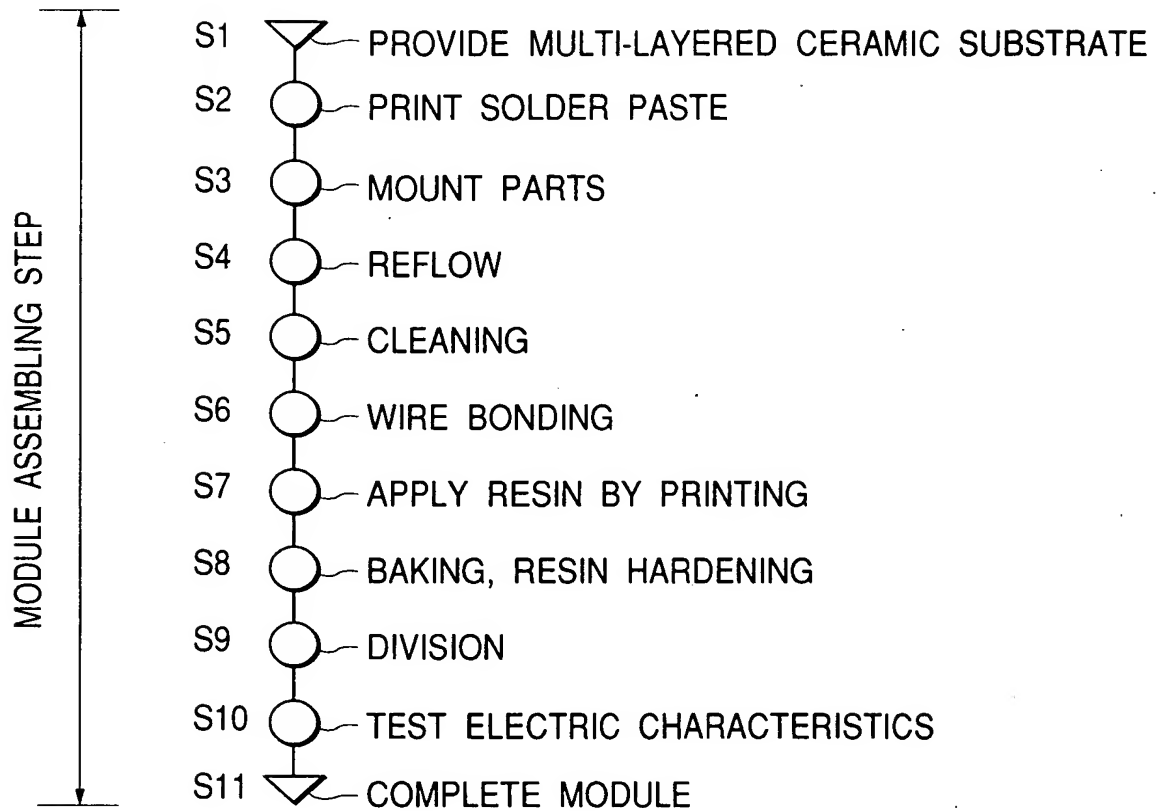 MODULE ASSEMBLING STEP
S1 PROVIDE MULTI-LAYERED CERAMIC SUBSTRATE
S2 PRINT SOLDER PASTE
S3 MOUNT PARTS
S4 REFLOW
S5 CLEANING
S6 WIRE BONDING
S7 APPLY RESIN BY PRINTING
S8 BAKING, RESIN HARDENING
S9 DIVISION
S10 TEST ELECTRIC CHARACTERISTICS
S11 COMPLETE MODULE